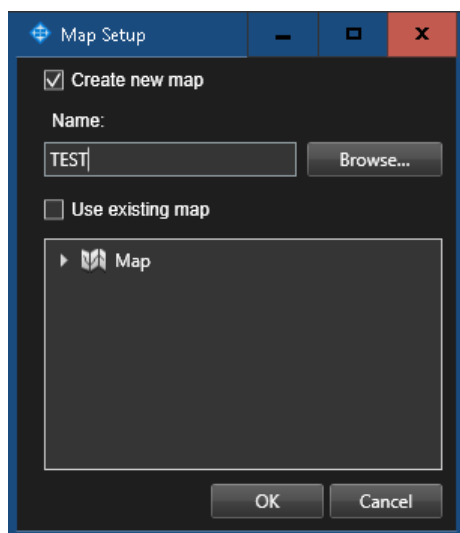 Map Setup
Create new map
Name:
TEST
Browse...
Use existing map
Map
OK
Cancel